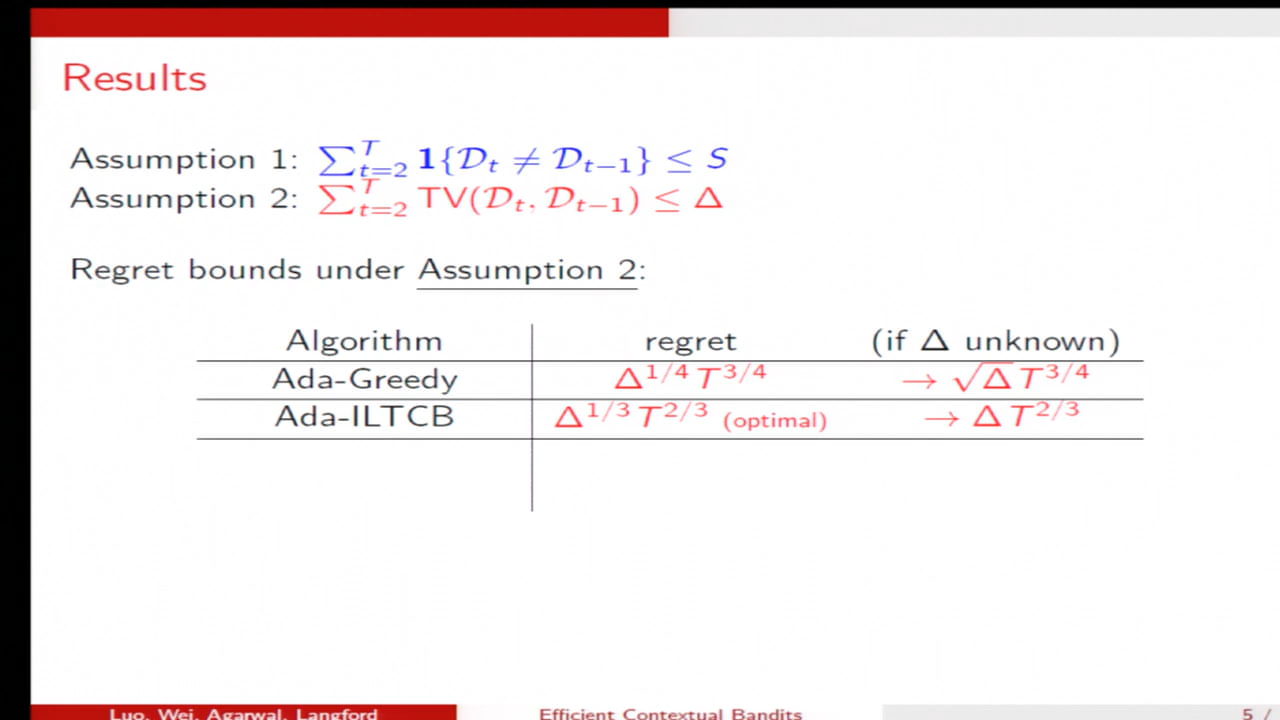 Results
Assumption 1: ∑_{t=2}^{T} 1{𝒟_t ≠ 𝒟_{t−1}} ≤ S
Assumption 2: ∑_{t=2}^{T} TV(𝒟_t, 𝒟_{t−1}) ≤ Δ
Regret bounds under Assumption 2:
Algorithm regret (if Δ unknown)
Ada-Greedy Δ^{1/4} T^{3/4} → √Δ T^{3/4}
Ada-ILTCB Δ^{1/3} T^{2/3} (optimal) → Δ T^{2/3}
Luo, Wei, Agarwal, Langford Efficient Contextual Bandits 5 /